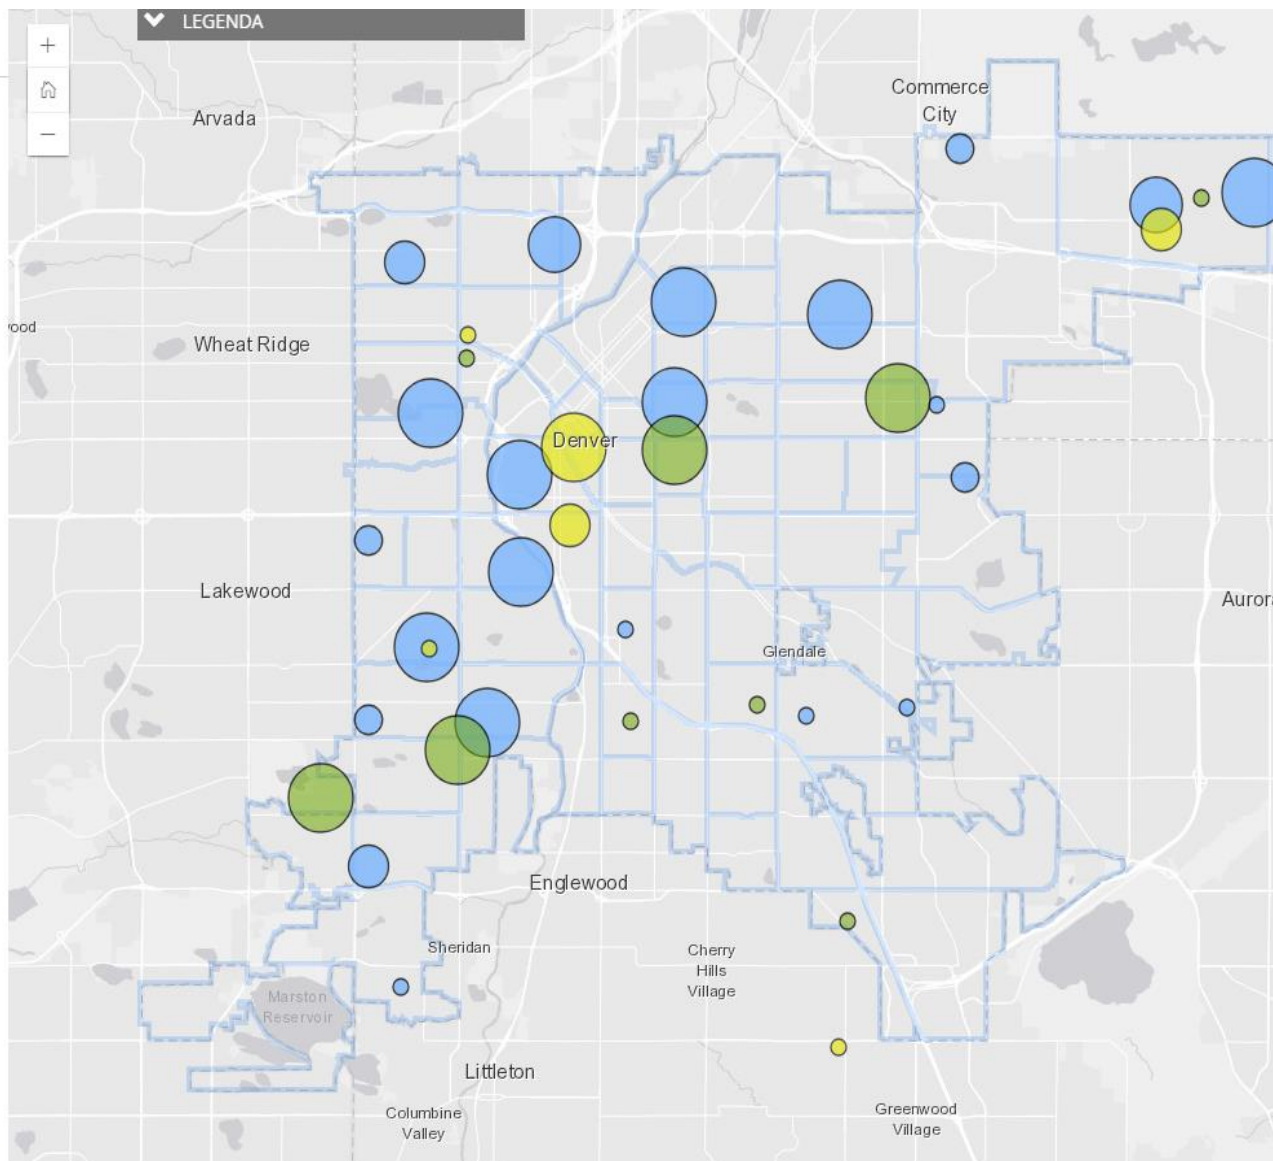 LEGENDA
+
−
Commerce
City
Arvada
ood
Wheat Ridge
Denver
Lakewood
Aurora
Glendale
Englewood
Sheridan
Cherry
Hills
Village
Marston
Reservoir
Littleton
Columbine
Valley
Greenwood
Village